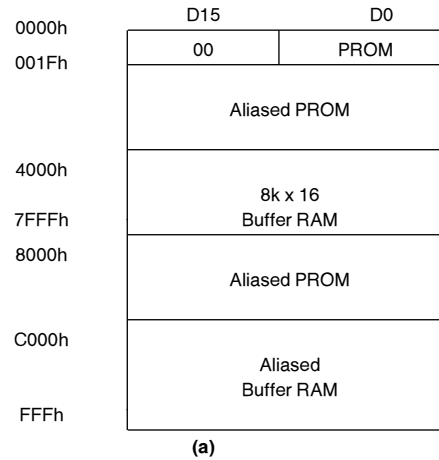 D15 D0
0000h
00 PROM
001Fh
Aliased PROM
4000h
8k x 16
7FFFh Buffer RAM
8000h
Aliased PROM
C000h
Aliased
Buffer RAM
FFFh
(a)